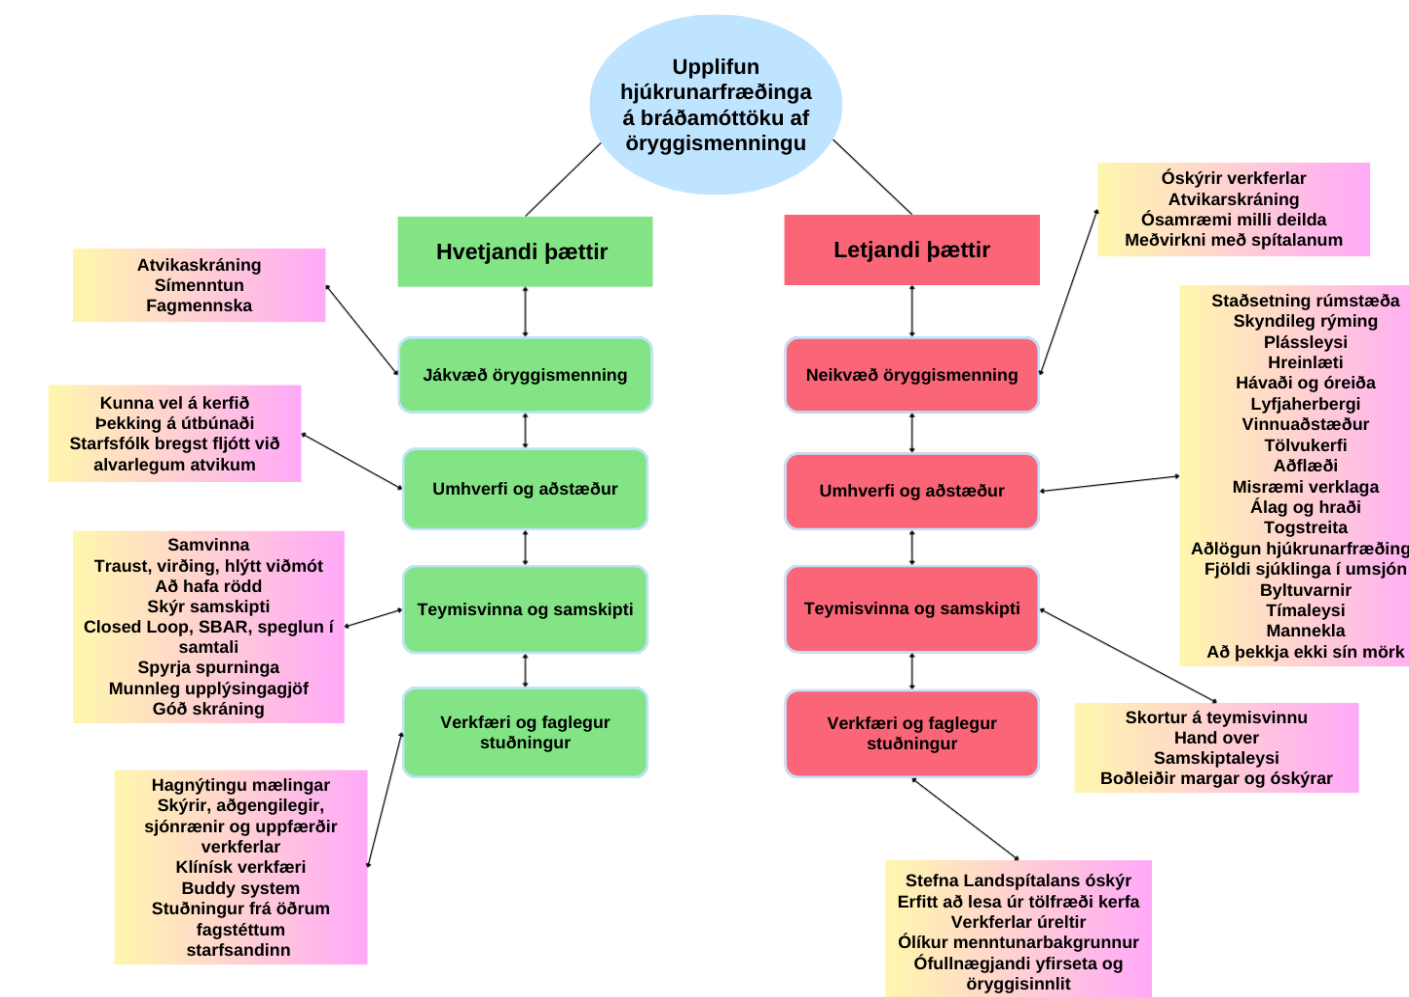 Upplifun
hjúkrunarfræðinga
á bráðamóttöku af
öryggismenningu
Hvetjandi þættir
Jákvæð öryggismenning
Umhverfi og aðstæður
Teymisvinna og samskipti
Verkfæri og faglegur
stuðningur
Atvikaskráning
Símenntun
Fagmennska
Kunna vel á kerfið
Þekking á útbúnaði
Starfsfólk bregst fljótt við
alvarlegum atvikum
Samvinna
Traust, virðing, hlýtt viðmót
Að hafa rödd
Skýr samskipti
Closed Loop, SBAR, speglun í
samtali
Spyrja spurninga
Munnleg upplýsingagjöf
Góð skráning
Hagnýtingu mælingar
Skýrir, aðgengilegir,
sjónrænir og uppfærðir
verkferlar
Klínísk verkfæri
Buddy system
Stuðningur frá öðrum
fagstéttum
starfsandinn
Letjandi þættir
Neikvæð öryggismenning
Umhverfi og aðstæður
Teymisvinna og samskipti
Verkfæri og faglegur
stuðningur
Óskýrir verkferlar
Atvikarskráning
Ósamræmi milli deilda
Meðvirkni með spítalanum
Staðsetning rúmstæða
Skyndileg rýming
Plássleysi
Hreinlæti
Hávaði og óreiða
Lyfjaherbergi
Vinnuaðstæður
Tölvukerfi
Aðflæði
Misræmi verklaga
Álag og hraði
Togstreita
Aðlögun hjúkrunarfræðing
Fjöldi sjúklinga í umsjón
Byltuvarnir
Tímaleysi
Mannekla
Að þekkja ekki sín mörk
Skortur á teymisvinnu
Hand over
Samskiptaleysi
Boðleiðir margar og óskýrar
Stefna Landspítalans óskýr
Erfitt að lesa úr tölfræði kerfa
Verkferlar úreltir
Ólíkur menntunarbakgrunnur
Ófullnægjandi yfirseta og
öryggisinnlit